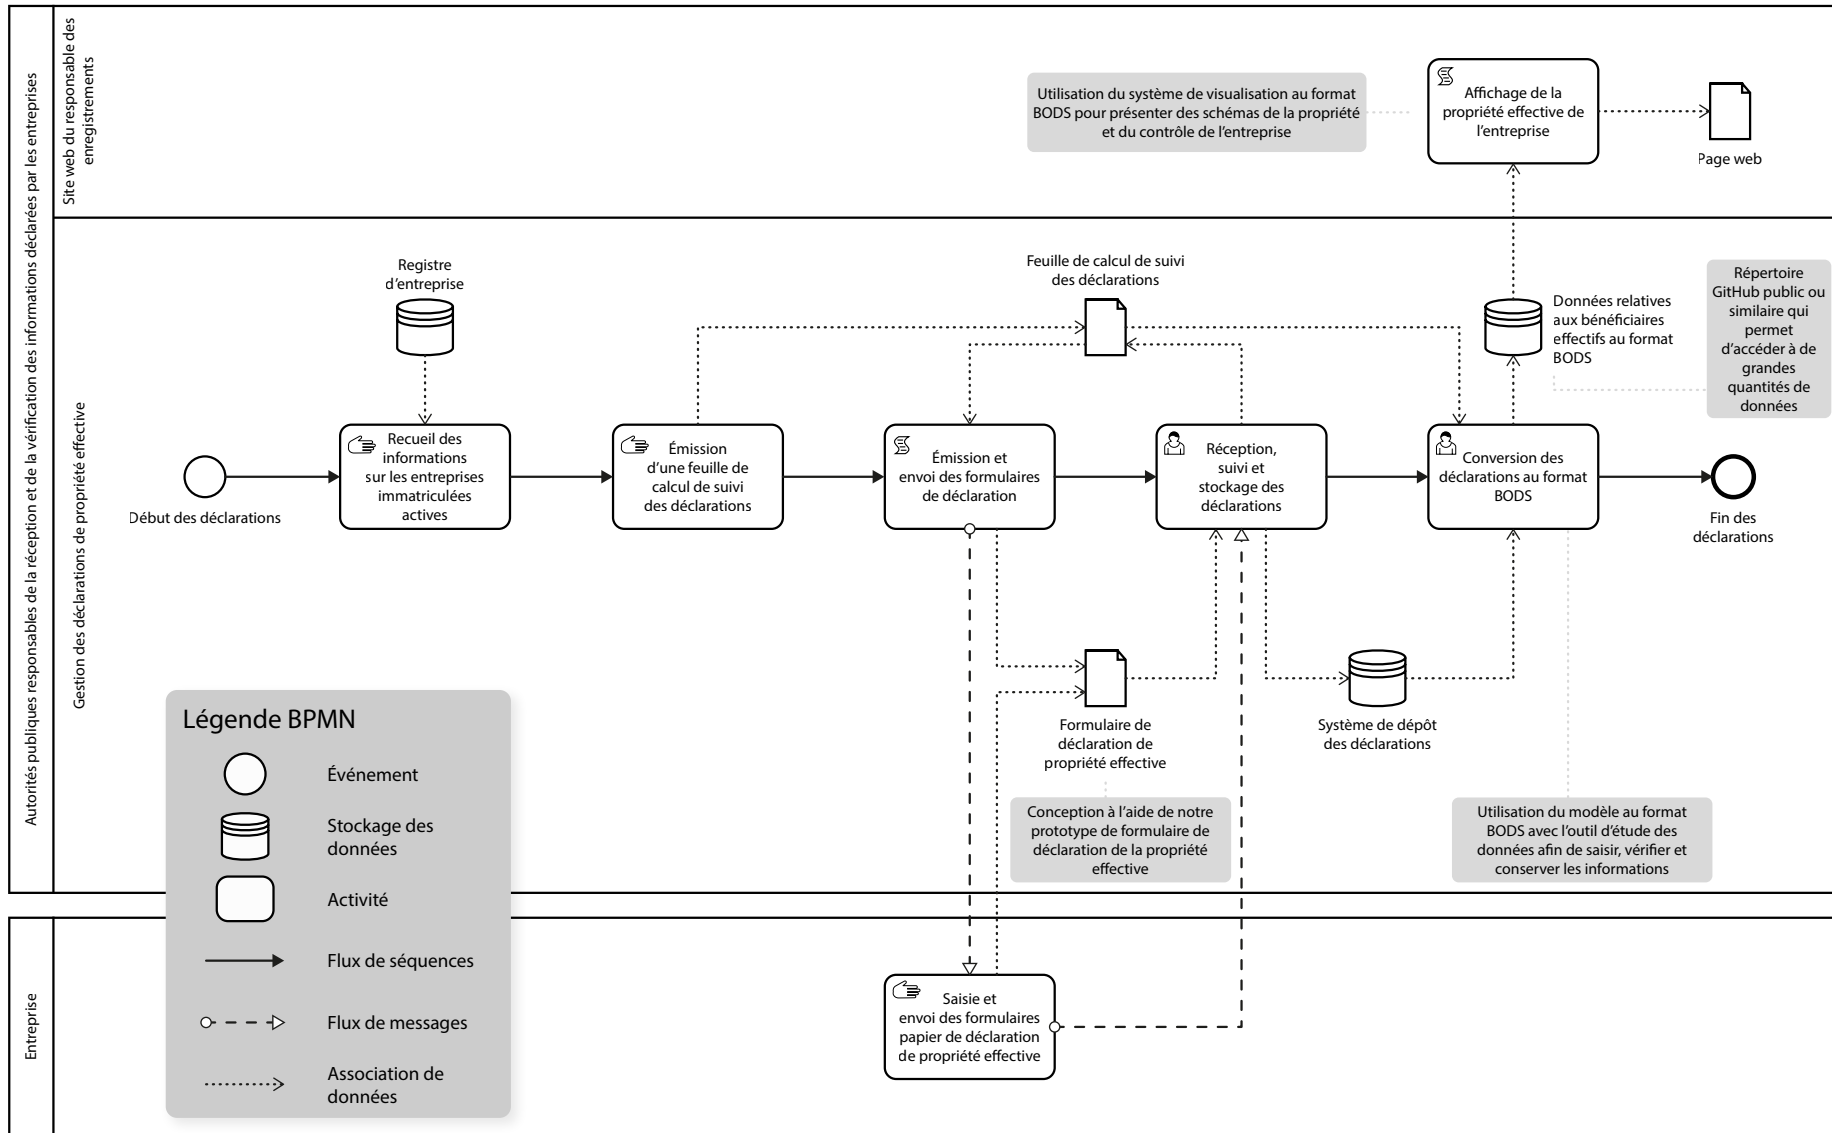 Autorités publiques responsables de la réception et de la vérification des informations déclarées par les entreprises
Site web du responsable des
enregistrements
Utilisation du système de visualisation au format
BODS pour présenter des schémas de la propriété
et du contrôle de l'entreprise
Affichage de la
propriété effective de
l'entreprise
Page web
Gestion des déclarations de propriété effective
Registre
d'entreprise
Feuille de calcul de suivi
des déclarations
Données relatives
aux bénéficiaires
effectifs au format
BODS
Répertoire
GitHub public ou
similaire qui
permet
d'accéder à de
grandes
quantités de
données
Début des déclarations
Recueil des
informations
sur les entreprises
immatriculées
actives
Émission
d'une feuille de
calcul de suivi
des déclarations
Émission et
envoi des formulaires
de déclaration
Réception,
suivi et
stockage des
déclarations
Conversion des
déclarations au format
BODS
Fin des
déclarations
Formulaire de
déclaration de
propriété effective
Système de dépôt
des déclarations
Conception à l'aide de notre
prototype de formulaire de
déclaration de la propriété
effective
Utilisation du modèle au format
BODS avec l'outil d'étude des
données afin de saisir, vérifier et
conserver les informations
Légende BPMN
Événement
Stockage des
données
Activité
Flux de séquences
Flux de messages
Association de
données
Entreprise
Saisie et
envoi des formulaires
papier de déclaration
de propriété effective